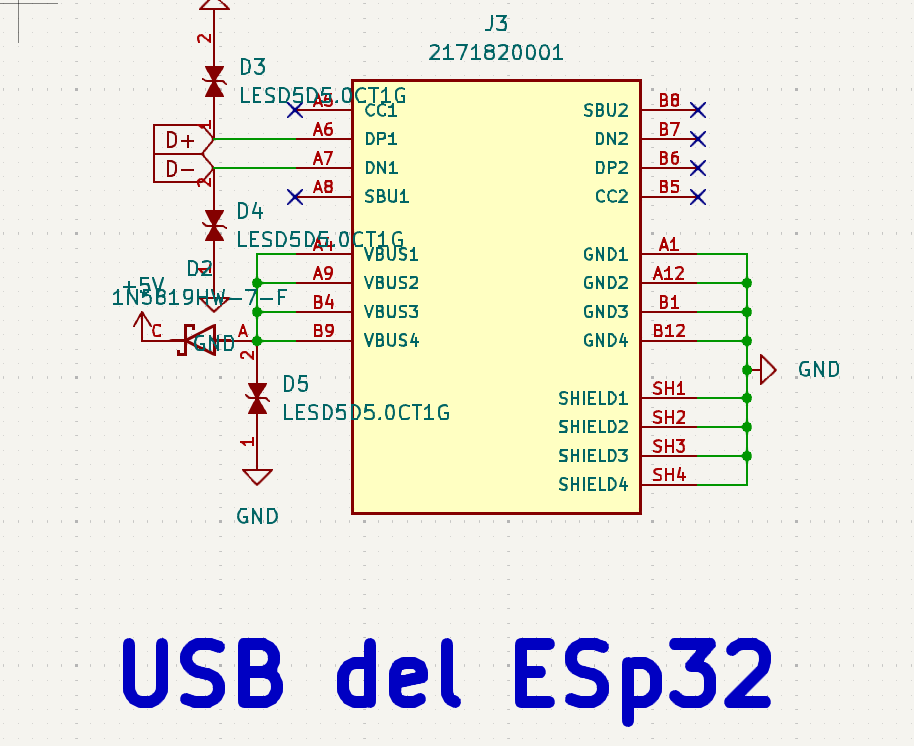 J3
2171820001
2
D3
LESD5D5.0CT1G
1
A5 CC1 SBU2 B8
D+ A6 DP1 DN2 B7
D- A7 DN1 DP2 B6
2
A8 SBU1 CC2 B5
D4
LESD5D5.0CT1G
A4 VBUS1 GND1 A1
1
D2
A9 VBUS2 GND2 A12
+5V
1N5819HW-7-F
B4 VBUS3 GND3 B1
C A B9 VBUS4 GND4 B12
GND
2
GND
D5
SHIELD1 SH1
LESD5D5.0CT1G
SHIELD2 SH2
1
SHIELD3 SH3
SHIELD4 SH4
GND
USB del ESp32